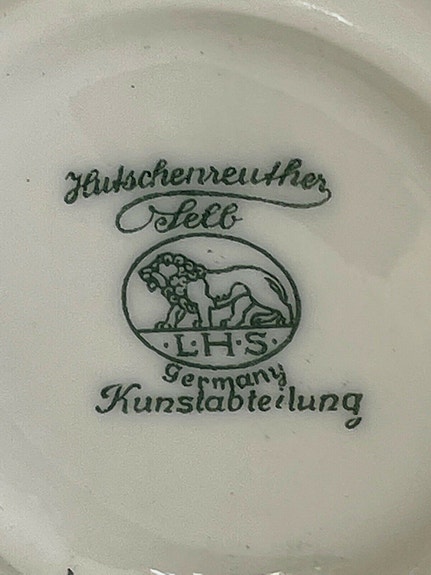 Hutschenreuther
Selb
·L·H·S·
Germany
Kunstabteilung